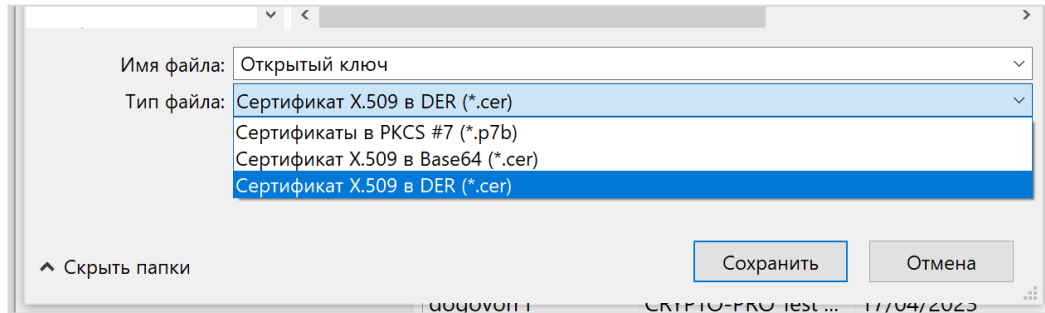 Имя файла: Открытый ключ
Тип файла: Сертификат X.509 в DER (*.cer)
Сертификаты в PKCS #7 (*.p7b)
Сертификат X.509 в Base64 (*.cer)
Сертификат X.509 в DER (*.cer)
Скрыть папки
Сохранить
Отмена
CRYPTO-PRO Test ... 17/04/2023